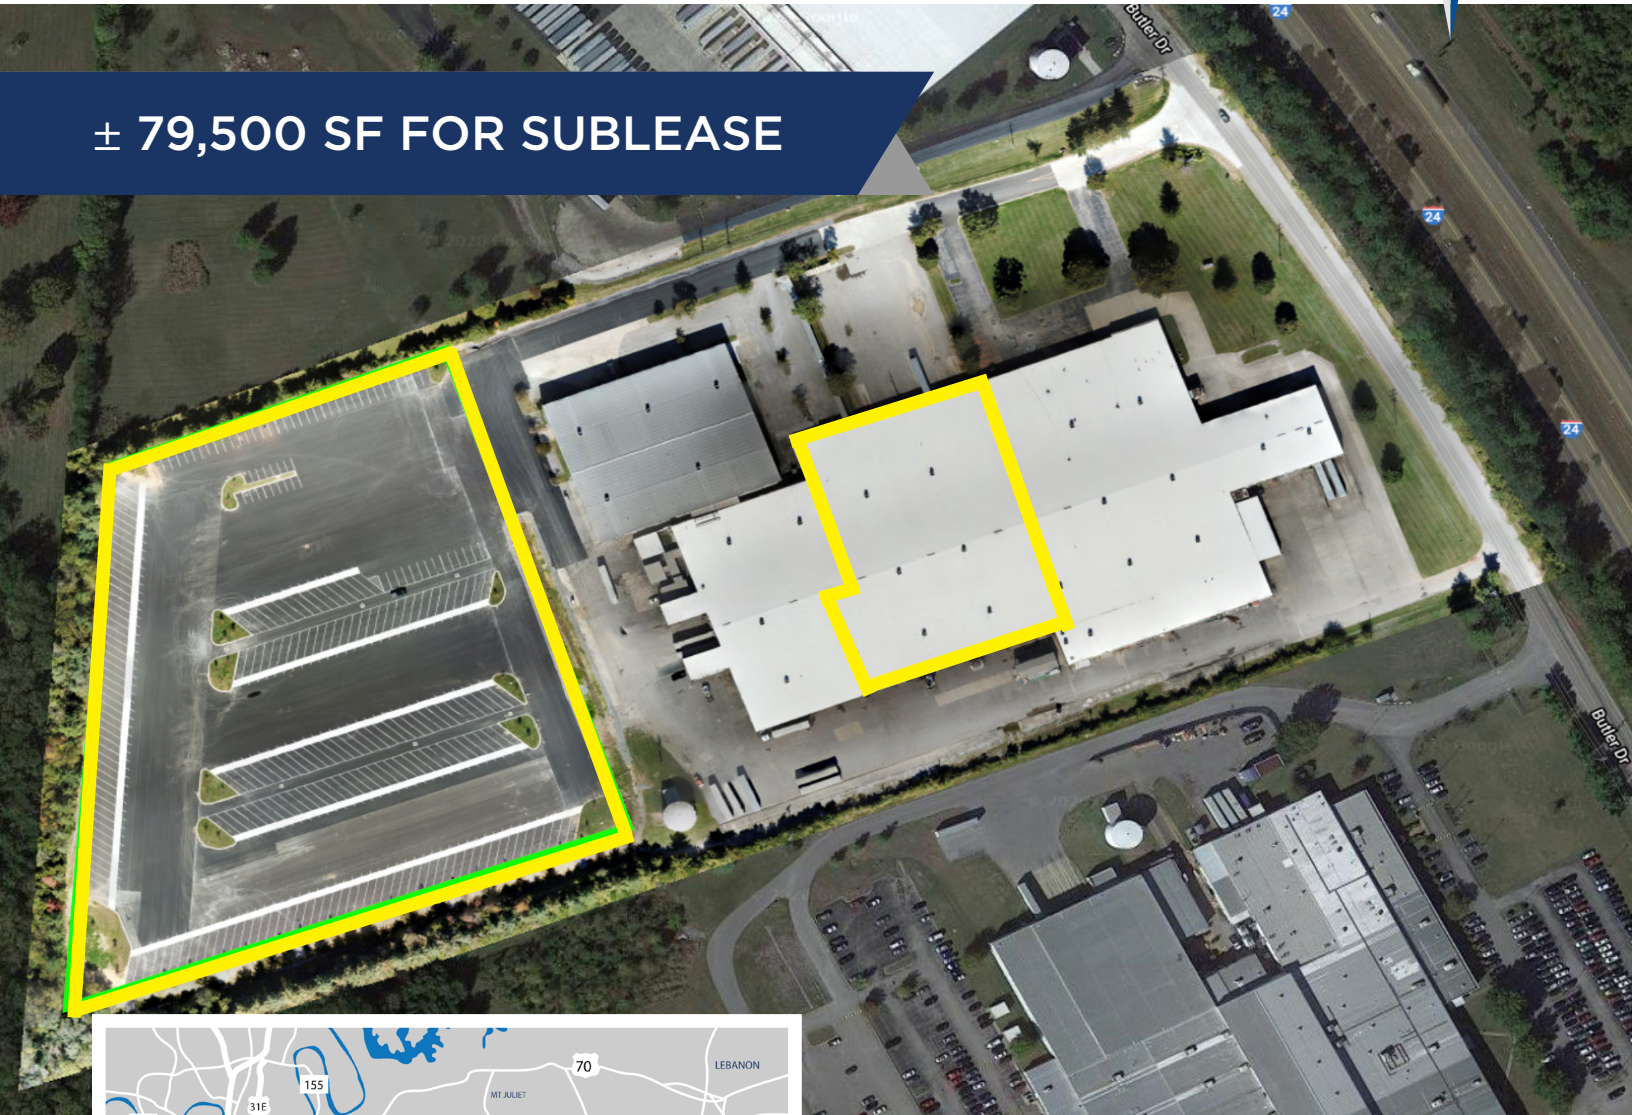 24
Butler Dr
± 79,500 SF FOR SUBLEASE
24
24
Butler Dr
70
LEBANON
155
MT JULIET
31E